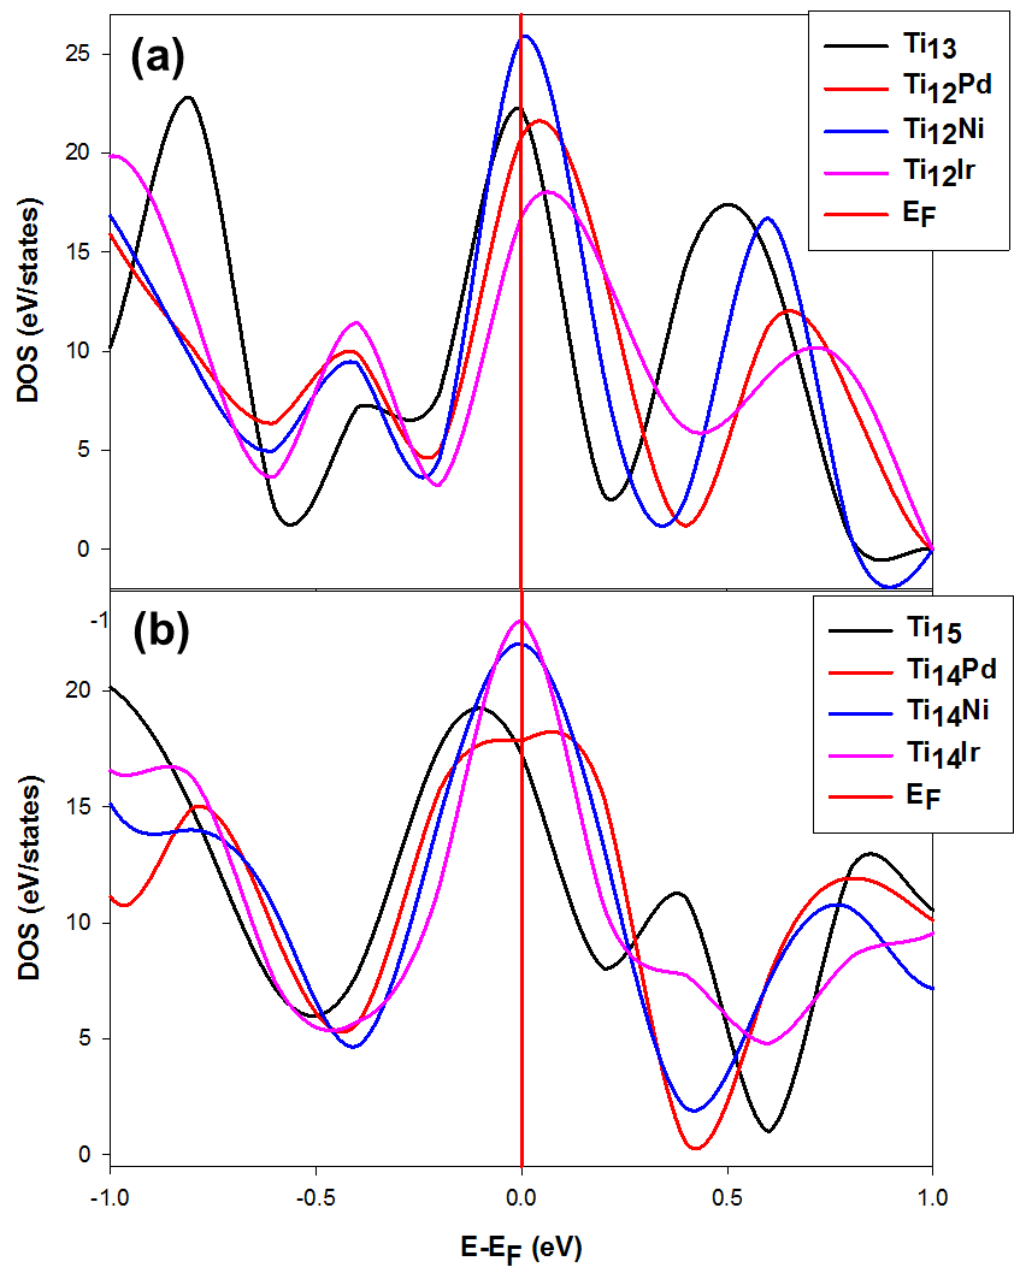 (a)
Ti13
Ti12Pd
Ti12Ni
Ti12Ir
EF
25
20
15
10
5
0
DOS (eV/states)
-1
(b)
Ti15
Ti14Pd
Ti14Ni
Ti14Ir
EF
20
15
10
5
0
DOS (eV/states)
-1.0 -0.5 0.0 0.5 1.0
E-EF (eV)